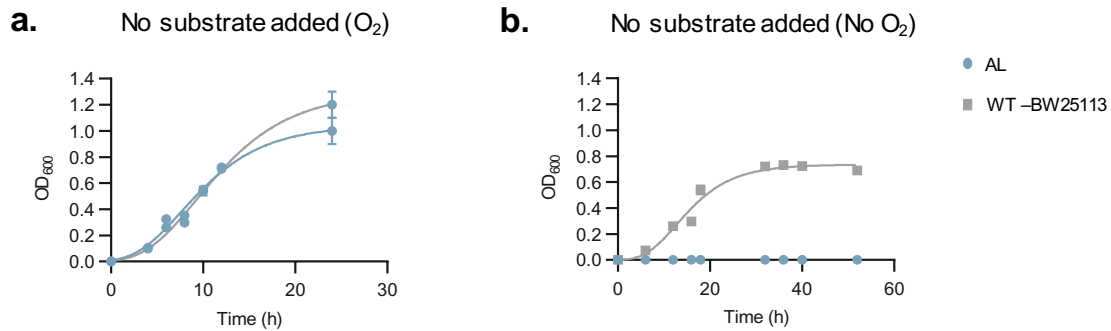 a. No substrate added (O₂)
1.4
1.2
1.0
0.8
0.6
0.4
0.2
0.0
OD₆₀₀
0 10 20 30
Time (h)
b. No substrate added (No O₂)
1.4
1.2
1.0
0.8
0.6
0.4
0.2
0.0
OD₆₀₀
0 20 40 60
Time (h)
AL
WT –BW25113